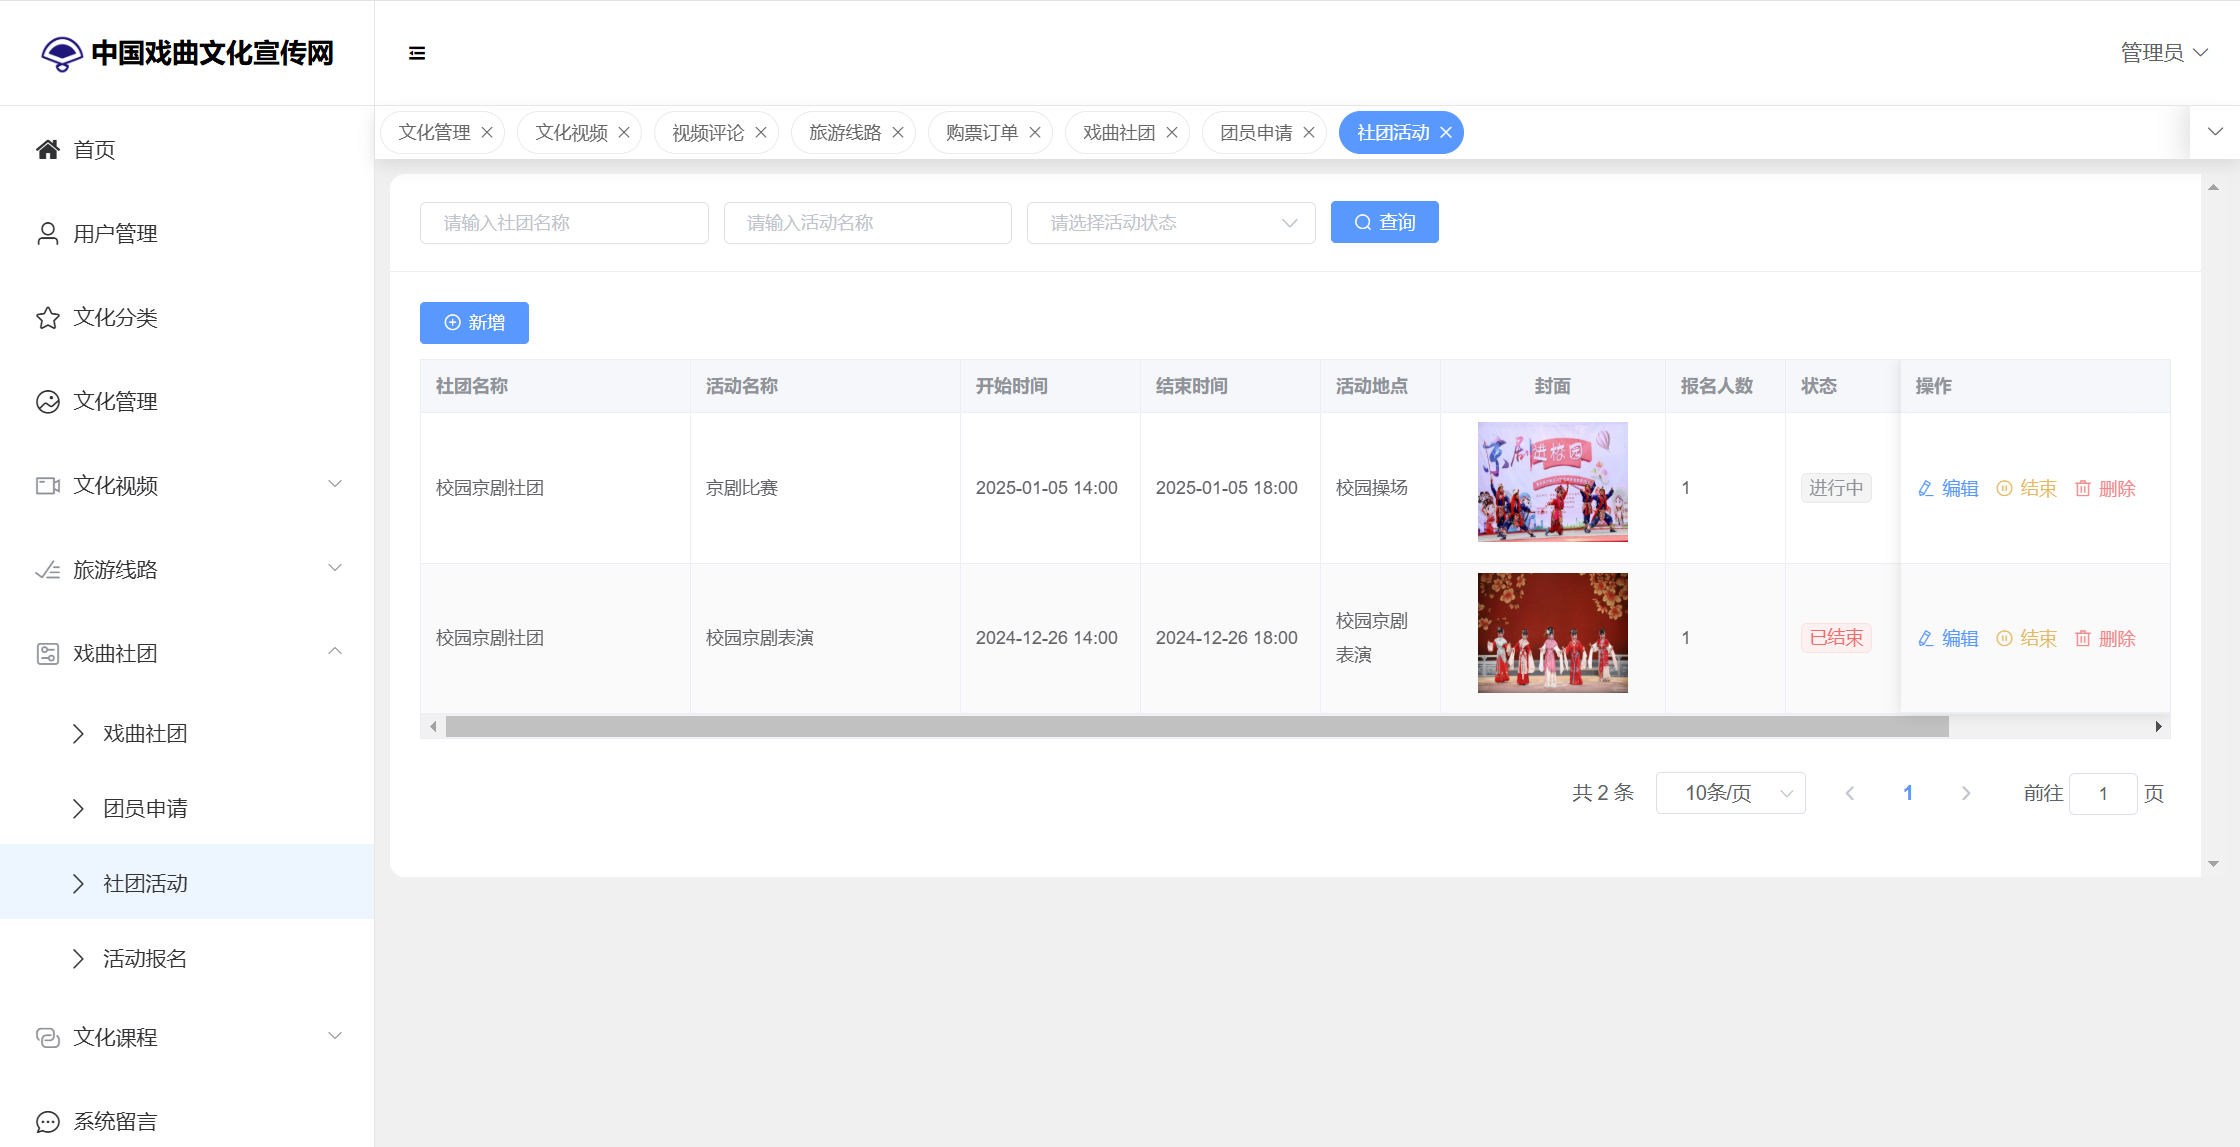 中国戏曲文化宣传网
管理员
文化管理 文化视频 视频评论 旅游线路 购票订单 戏曲社团 团员申请 社团活动
首页
用户管理
文化分类
文化管理
文化视频
旅游线路
戏曲社团
戏曲社团
团员申请
社团活动
活动报名
文化课程
系统留言
请输入社团名称 请输入活动名称 请选择活动状态 查询
新增
社团名称 活动名称 开始时间 结束时间 活动地点 封面 报名人数 状态 操作
京剧进校园
校园京剧社团 京剧比赛 2025-01-05 14:00 2025-01-05 18:00 校园操场 1 进行中 编辑 结束 删除
校园京剧社团 校园京剧表演 2024-12-26 14:00 2024-12-26 18:00 校园京剧
表演 1 已结束 编辑 结束 删除
共 2 条 10条/页 1 前往 1 页